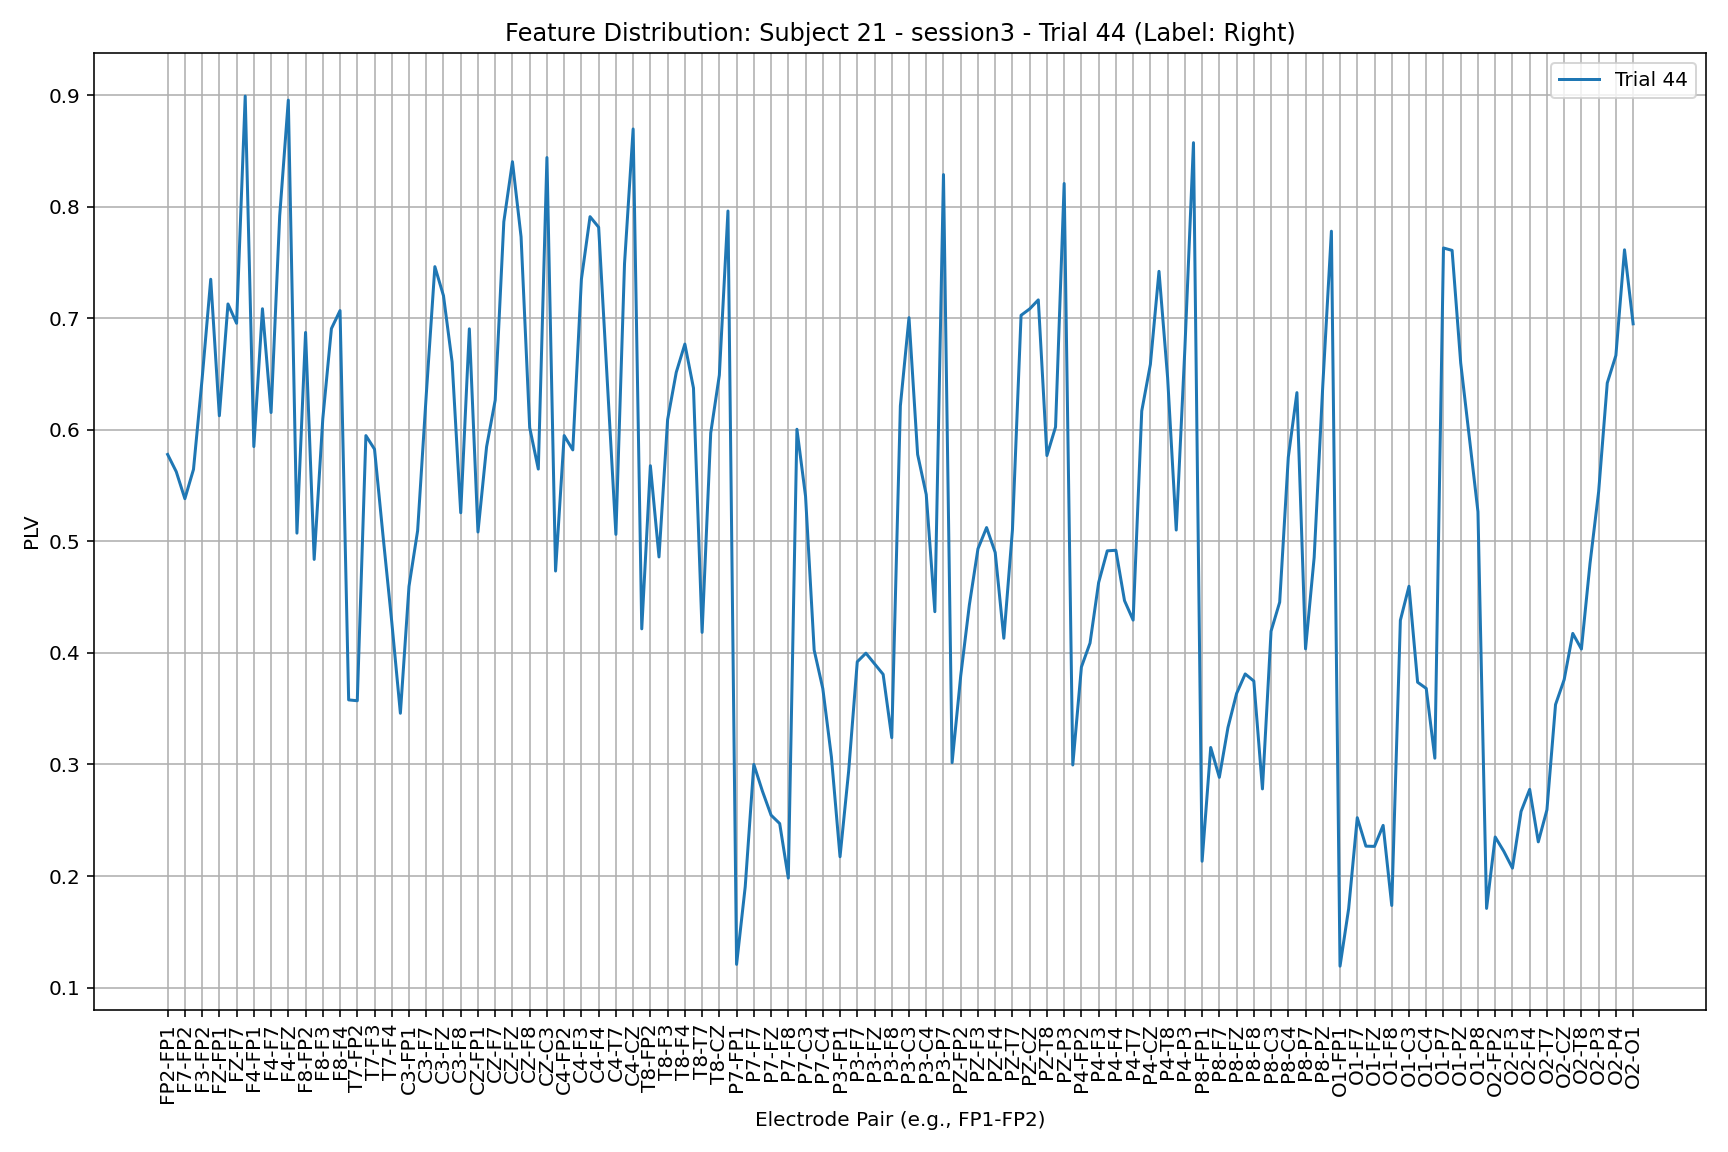 Feature Distribution: Subject 21 - session3 - Trial 44 (Label: Right)
Trial 44
PLV
0.9
0.8
0.7
0.6
0.5
0.4
0.3
0.2
0.1
FP2-FP1
F7-FP2
F3-FP2
FZ-FP1
FZ-F7
F4-FP1
F4-F7
F4-FZ
F8-FP2
F8-F3
F8-F4
T7-FP2
T7-F3
T7-F4
C3-FP1
C3-F7
C3-FZ
C3-F8
CZ-FP1
CZ-F7
CZ-FZ
CZ-F8
CZ-C3
C4-FP2
C4-F3
C4-F4
C4-T7
C4-CZ
T8-FP2
T8-F3
T8-F4
T8-T7
T8-CZ
P7-FP1
P7-F7
P7-FZ
P7-F8
P7-C3
P7-C4
P3-FP1
P3-F7
P3-FZ
P3-F8
P3-C3
P3-C4
P3-P7
PZ-FP2
PZ-F3
PZ-F4
PZ-T7
PZ-CZ
PZ-T8
PZ-P3
P4-FP2
P4-F3
P4-F4
P4-T7
P4-CZ
P4-T8
P4-P3
P8-FP1
P8-F7
P8-FZ
P8-F8
P8-C3
P8-C4
P8-P7
P8-PZ
O1-FP1
O1-F7
O1-FZ
O1-F8
O1-C3
O1-C4
O1-P7
O1-PZ
O1-P8
O2-FP2
O2-F3
O2-F4
O2-T7
O2-CZ
O2-T8
O2-P3
O2-P4
O2-O1
Electrode Pair (e.g., FP1-FP2)